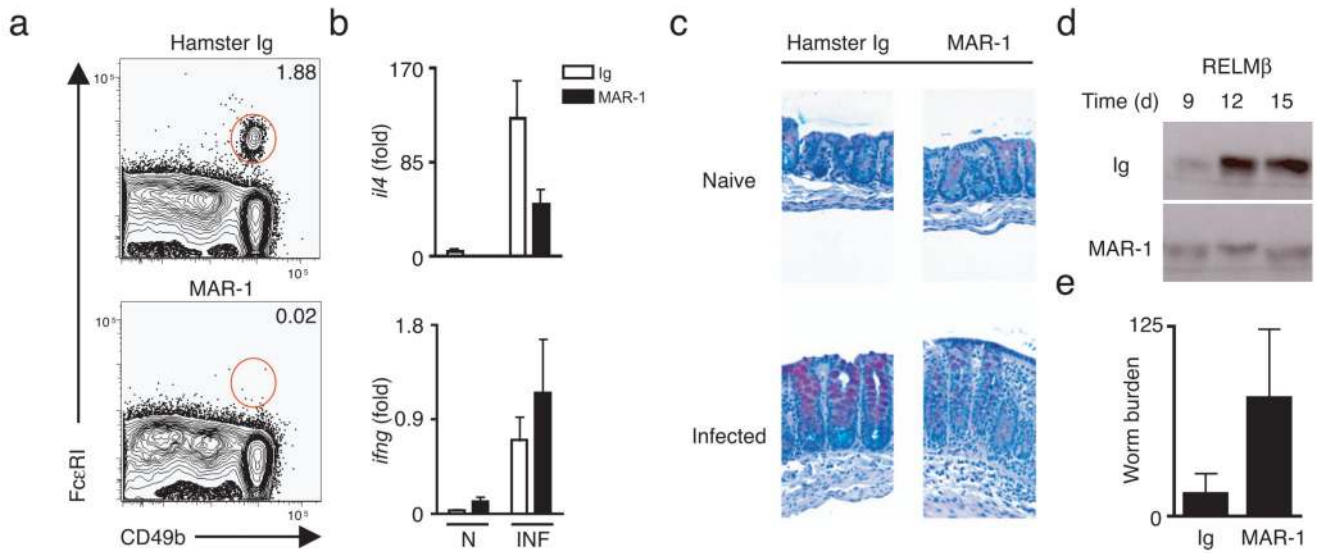 a
Hamster Ig
10⁵
1.88
10⁵
MAR-1
10⁵
0.02
10⁵
FcεRI
CD49b
b
170
85
0
il4 (fold)
Ig
MAR-1
1.8
0.9
0
ifng (fold)
N INF
c
Hamster Ig MAR-1
Naive
Infected
d
RELMβ
Time (d) 9 12 15
Ig
MAR-1
e
125
0
Worm burden
Ig MAR-1